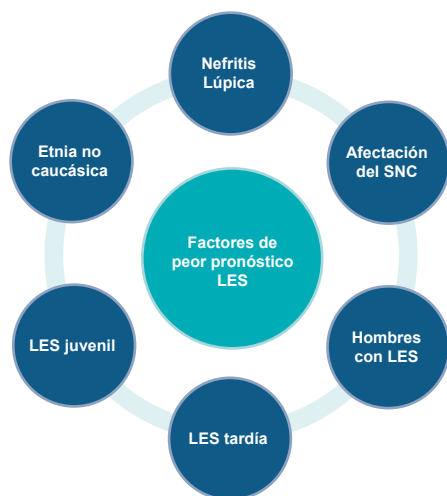 Nefritis
Lúpica
Etnia no
caucásica
Afectación
del SNC
Factores de
peor pronóstico
LES
LES juvenil
Hombres
con LES
LES tardía